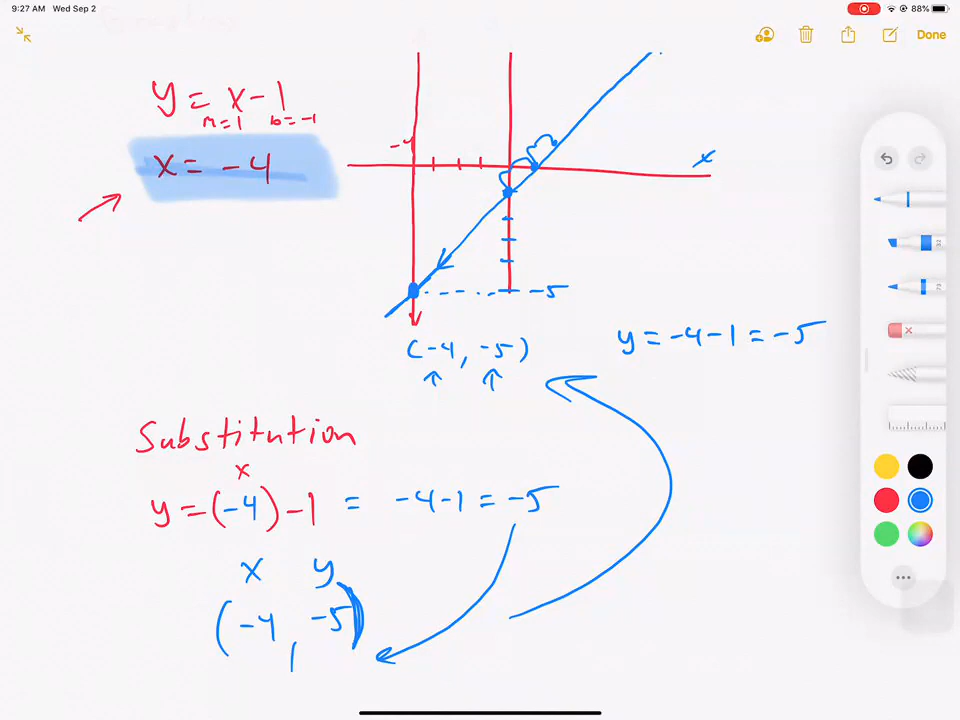 9:27 AM Wed Sep 2
88%
Done
y = x - 1
m=1 b=-1
x = -4
-4
x
-5
(-4, -5)
y = -4 - 1 = -5
Substitution
x
y = (-4) - 1 = -4 - 1 = -5
x y
(-4, -5)